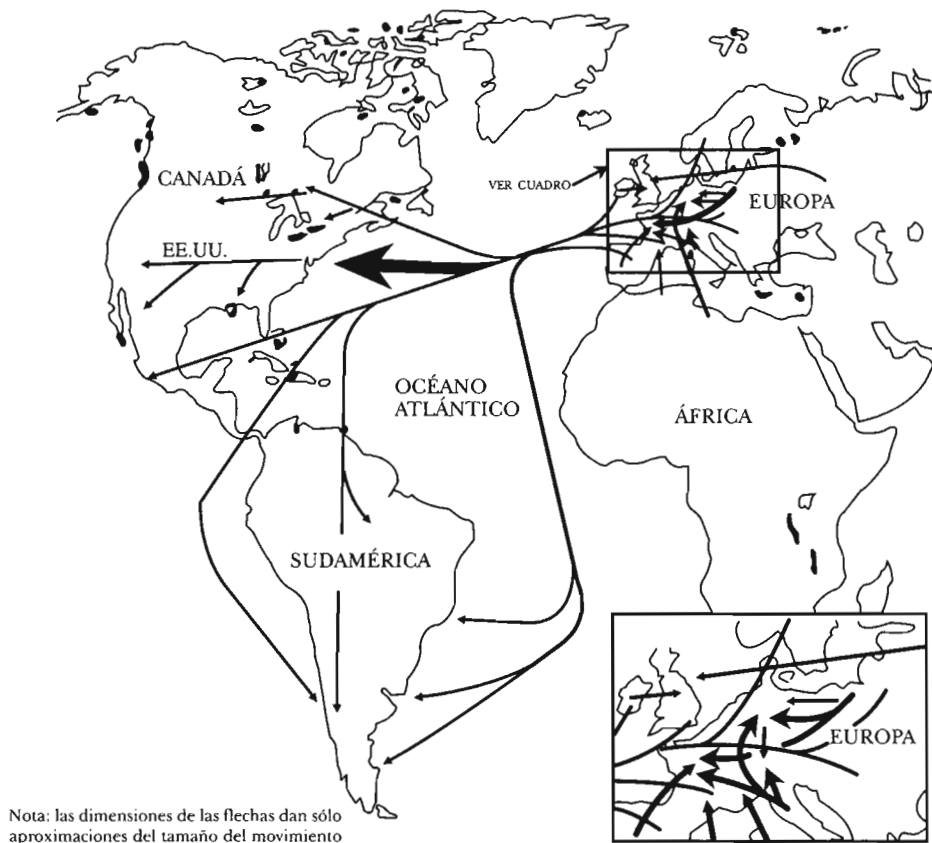 VER CUADRO
CANADÁ
EUROPA
EE.UU.
OCÉANO
ATLÁNTICO
ÁFRICA
SUDAMÉRICA
EUROPA
Nota: las dimensiones de las flechas dan sólo
aproximaciones del tamaño del movimiento